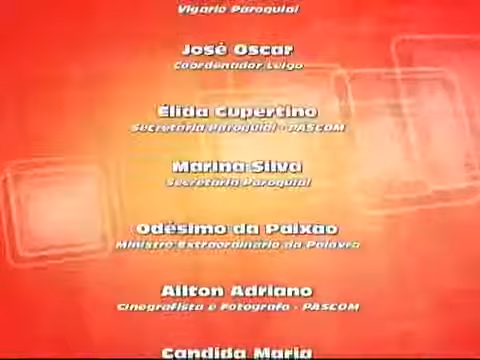 Vigário Paroquial
José Oscar
Coordentidor Leigo
Élida Cupertino
Secretária Paroquial - PASCOM
Marina Silva
Secretária Paroquial
Odésimo da Paixão
Ministro Extraordinário da Palavra
Ailton Adriano
Cinegrafista e Fotógrafo - PASCOM
Candida Maria